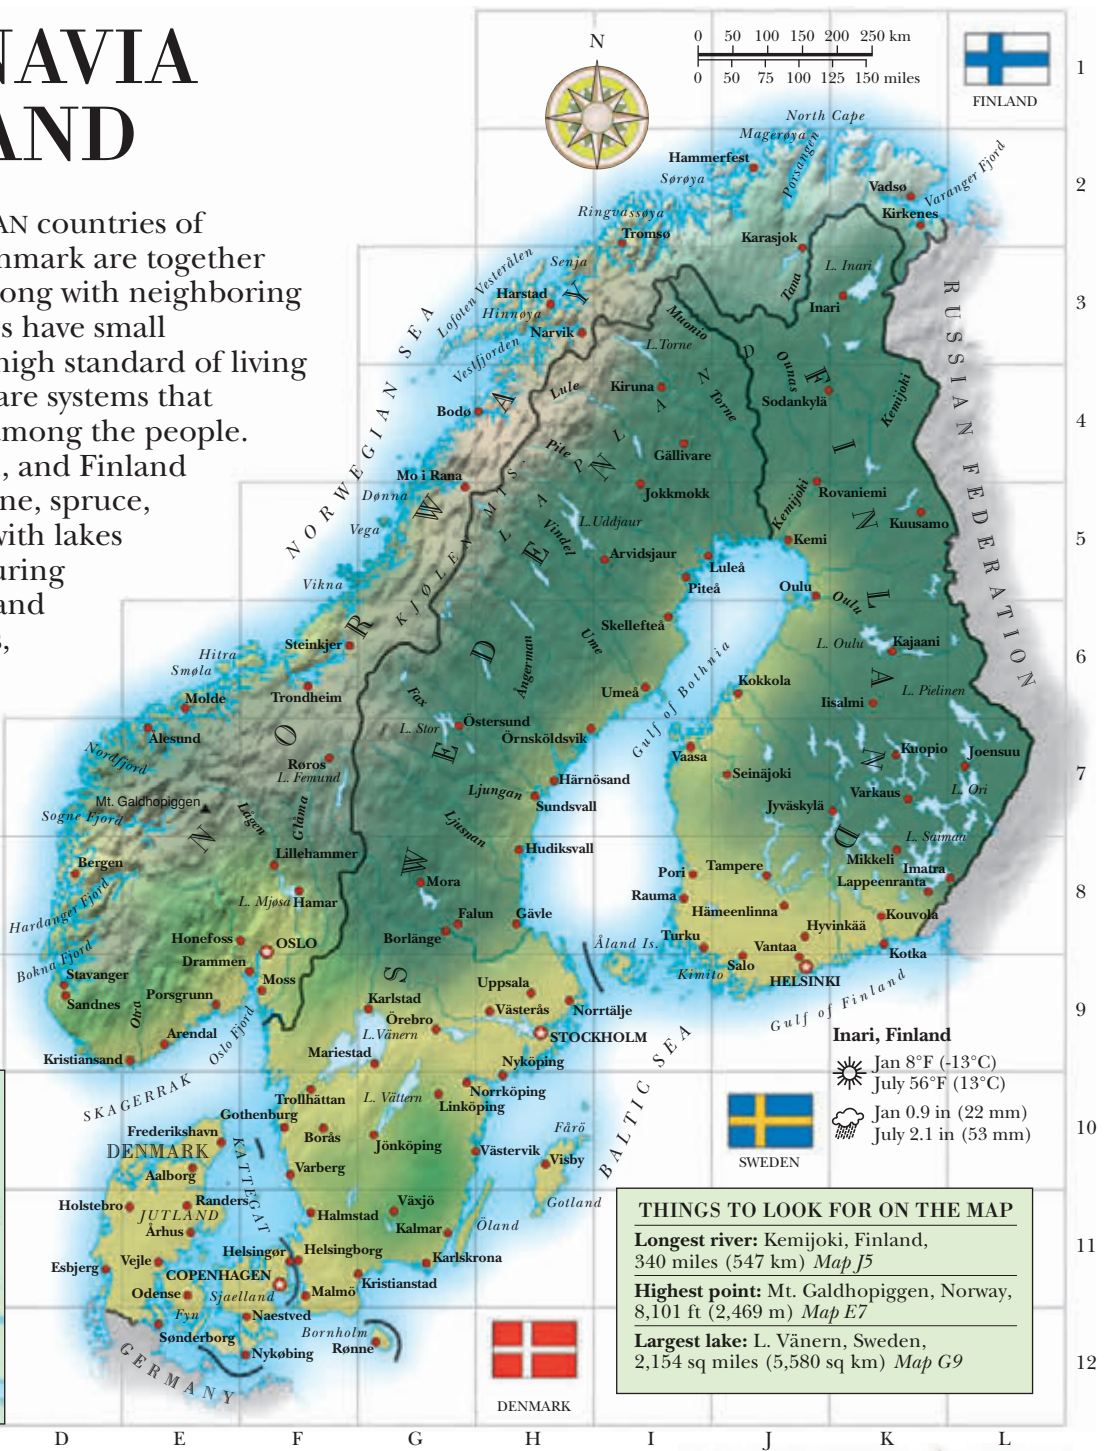 NAVIA
AND
AN countries of
nmark are together
ong with neighboring
es have small
high standard of living
are systems that
among the people.
, and Finland
ne, spruce,
with lakes
uring
and
s,
N
0 50 100 150 200 250 km
0 50 75 100 125 150 miles
FINLAND
1
2
3
4
5
6
7
8
9
10
11
12
North Cape
Magerøya
Hammerfest
Porsangen
Sørøya
Vadsø
Varanger Fjord
Kirkenes
Ringvassøya
Tromsø
Karasjok
Senja
L. Inari
Lofoten Vesterålen
Harstad
Hinnøya
Tana
Inari
Narvik
Muonio
L.Torne
Vestfjorden
NORWEGIAN SEA
RUSSIAN FEDERATION
Ounas
Kiruna
Lule
Torne
Sodankylä
Kemijoki
Bodø
Gällivare
Pite
LAPLAND
Mo i Rana
Jokkmokk
Rovaniemi
Dønna
Kemijoki
Kuusamo
L.Uddjaur
Vega
Vindel
Kemi
Arvidsjaur
Luleå
Piteå
KJØLEN MTS.
Vikna
Oulu
Oulu
Skellefteå
Steinkjer
Ume
L. Oulu
Kajaani
Hitra
Smøla
Ångerman
Gulf of Bothnia
Trondheim
Fax
Umeå
Kokkola
L. Pielinen
Molde
Iisalmi
Ålesund
L. Stor
Östersund
Örnsköldsvik
Vaasa
Kuopio
Joensuu
Nordfjord
Røros
L. Femund
Härnösand
Seinäjoki
Ljungan
Sundsvall
Varkaus
L. Ori
Mt. Galdhopiggen
Jyväskylä
Sogne Fjord
Lågen
Glåma
Ljusnan
L. Saimaa
Lillehammer
Hudiksvall
Mikkeli
Imatra
Bergen
Tampere
Pori
Lappeenranta
Mora
L. Mjøsa
Hamar
Rauma
Hämeenlinna
Kouvola
Hardanger Fjord
Falun
Gävle
Hyvinkää
Honefoss
OSLO
Borlänge
Åland Is.
Turku
Vantaa
Kotka
Bokna Fjord
Drammen
Salo
Kimito
HELSINKI
Stavanger
Moss
Uppsala
Sandnes
Porsgrunn
Karlstad
Västerås
Norrtälje
Gulf of Finland
Otra
Örebro
Oslo Fjord
Arendal
L.Vänern
STOCKHOLM
Mariestad
Kristiansand
Nyköping
BALTIC SEA
SKAGERRAK
Trollhättan
L. Vättern
Norrköping
Linköping
Gothenburg
Fårö
Frederikshavn
Borås
Jönköping
DENMARK
Västervik
Visby
Aalborg
KATTEGAT
Varberg
Gotland
Holstebro
Randers
JUTLAND
Växjö
Halmstad
Öland
Århus
Kalmar
Helsingør
Helsingborg
Vejle
Karlskrona
Esbjerg
COPENHAGEN
Kristianstad
Odense
Sjaelland
Malmö
Fyn
Naestved
Sønderborg
Bornholm
Rønne
Nykøbing
GERMANY
NORWAY
SWEDEN
FINLAND
Inari, Finland
Jan 8°F (-13°C)
July 56°F (13°C)
Jan 0.9 in (22 mm)
July 2.1 in (53 mm)
SWEDEN
THINGS TO LOOK FOR ON THE MAP
Longest river: Kemijoki, Finland,
340 miles (547 km) Map J5
Highest point: Mt. Galdhopiggen, Norway,
8,101 ft (2,469 m) Map E7
Largest lake: L. Vänern, Sweden,
2,154 sq miles (5,580 sq km) Map G9
DENMARK
D E F G H I J K L